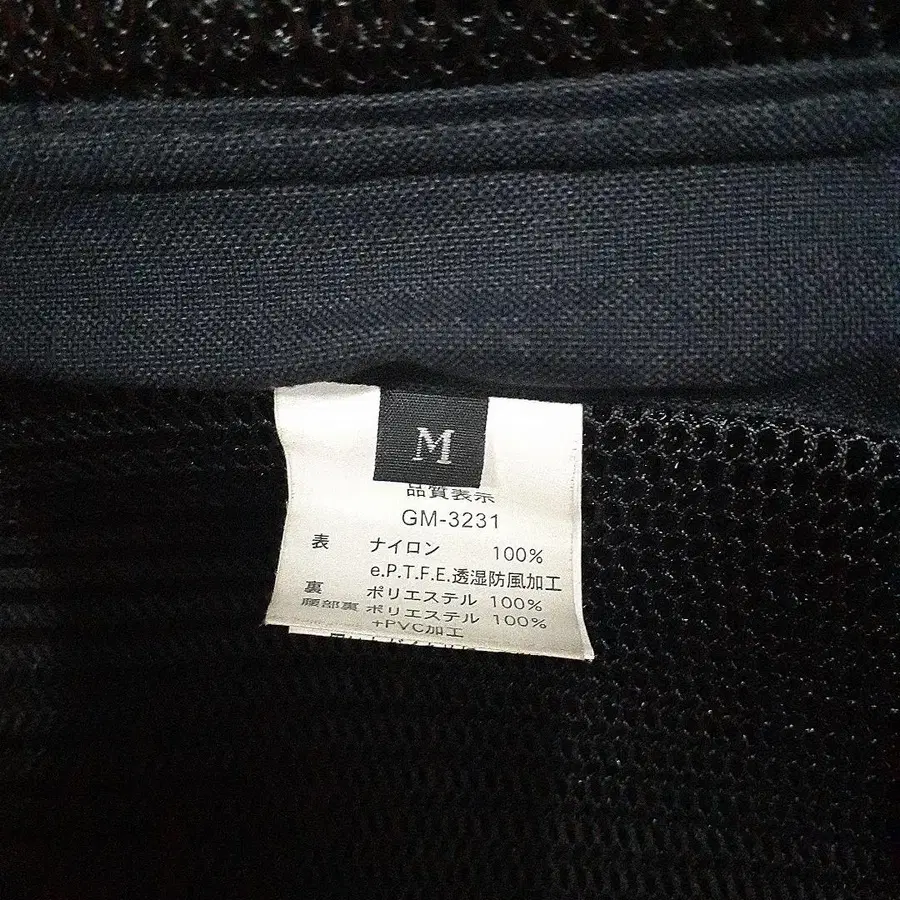 M
品質表示
GM-3231
表 ナイロン 100%
e.P.T.F.E.透湿防風加工
裏 ポリエステル 100%
腰部裏 ポリエステル 100%
+PVC加工